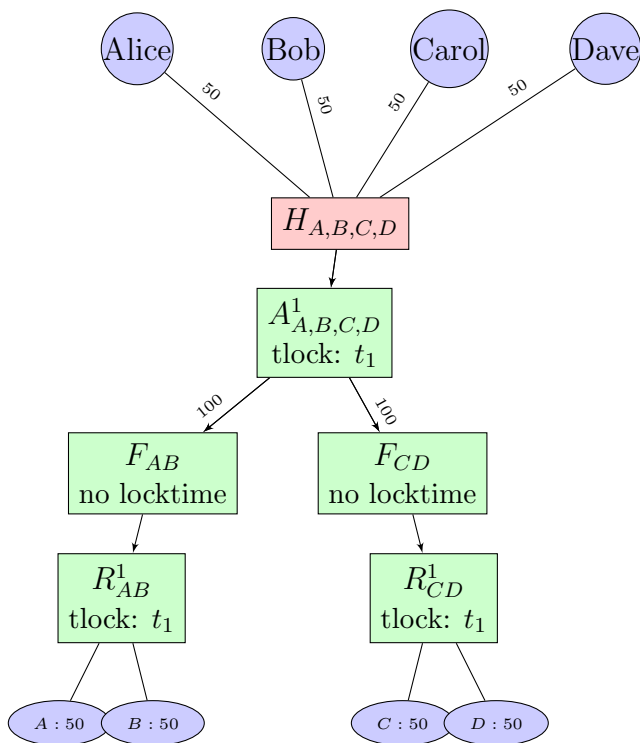 Alice
Bob
Carol
Dave
50
50
50
50
H_{A,B,C,D}
A^1_{A,B,C,D}
tlock: t_1
100
100
F_{AB}
no locktime
F_{CD}
no locktime
R^1_{AB}
tlock: t_1
R^1_{CD}
tlock: t_1
A : 50
B : 50
C : 50
D : 50